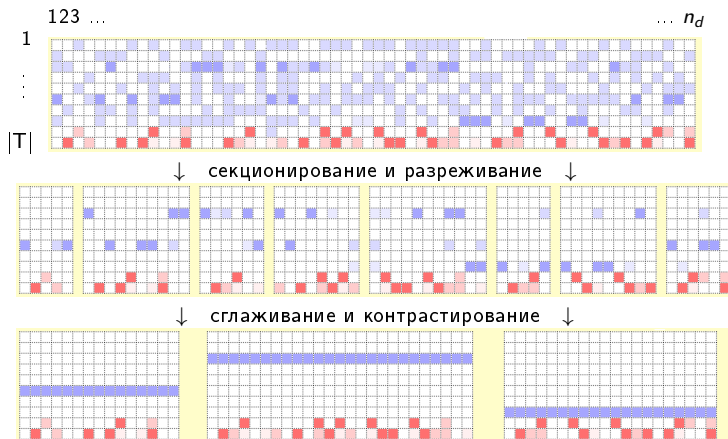 123 ... ... n_d
1
⋮
|T|
↓ секционирование и разреживание ↓
↓ сглаживание и контрастирование ↓